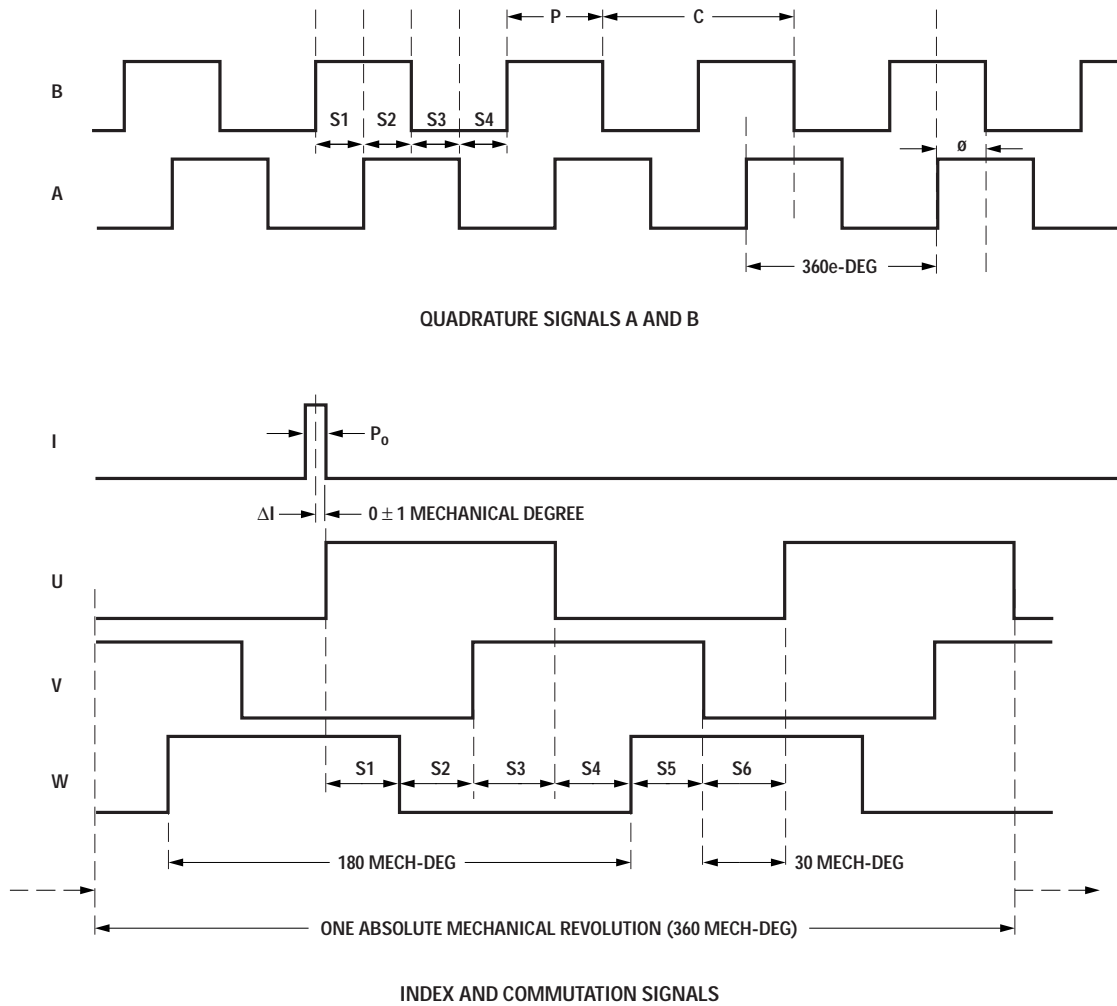 P C
B
S1 S2 S3 S4
ø
A
360e-DEG
QUADRATURE SIGNALS A AND B
I
Po
ΔI 0 ± 1 MECHANICAL DEGREE
U
V
W
S1 S2 S3 S4 S5 S6
180 MECH-DEG 30 MECH-DEG
ONE ABSOLUTE MECHANICAL REVOLUTION (360 MECH-DEG)
INDEX AND COMMUTATION SIGNALS